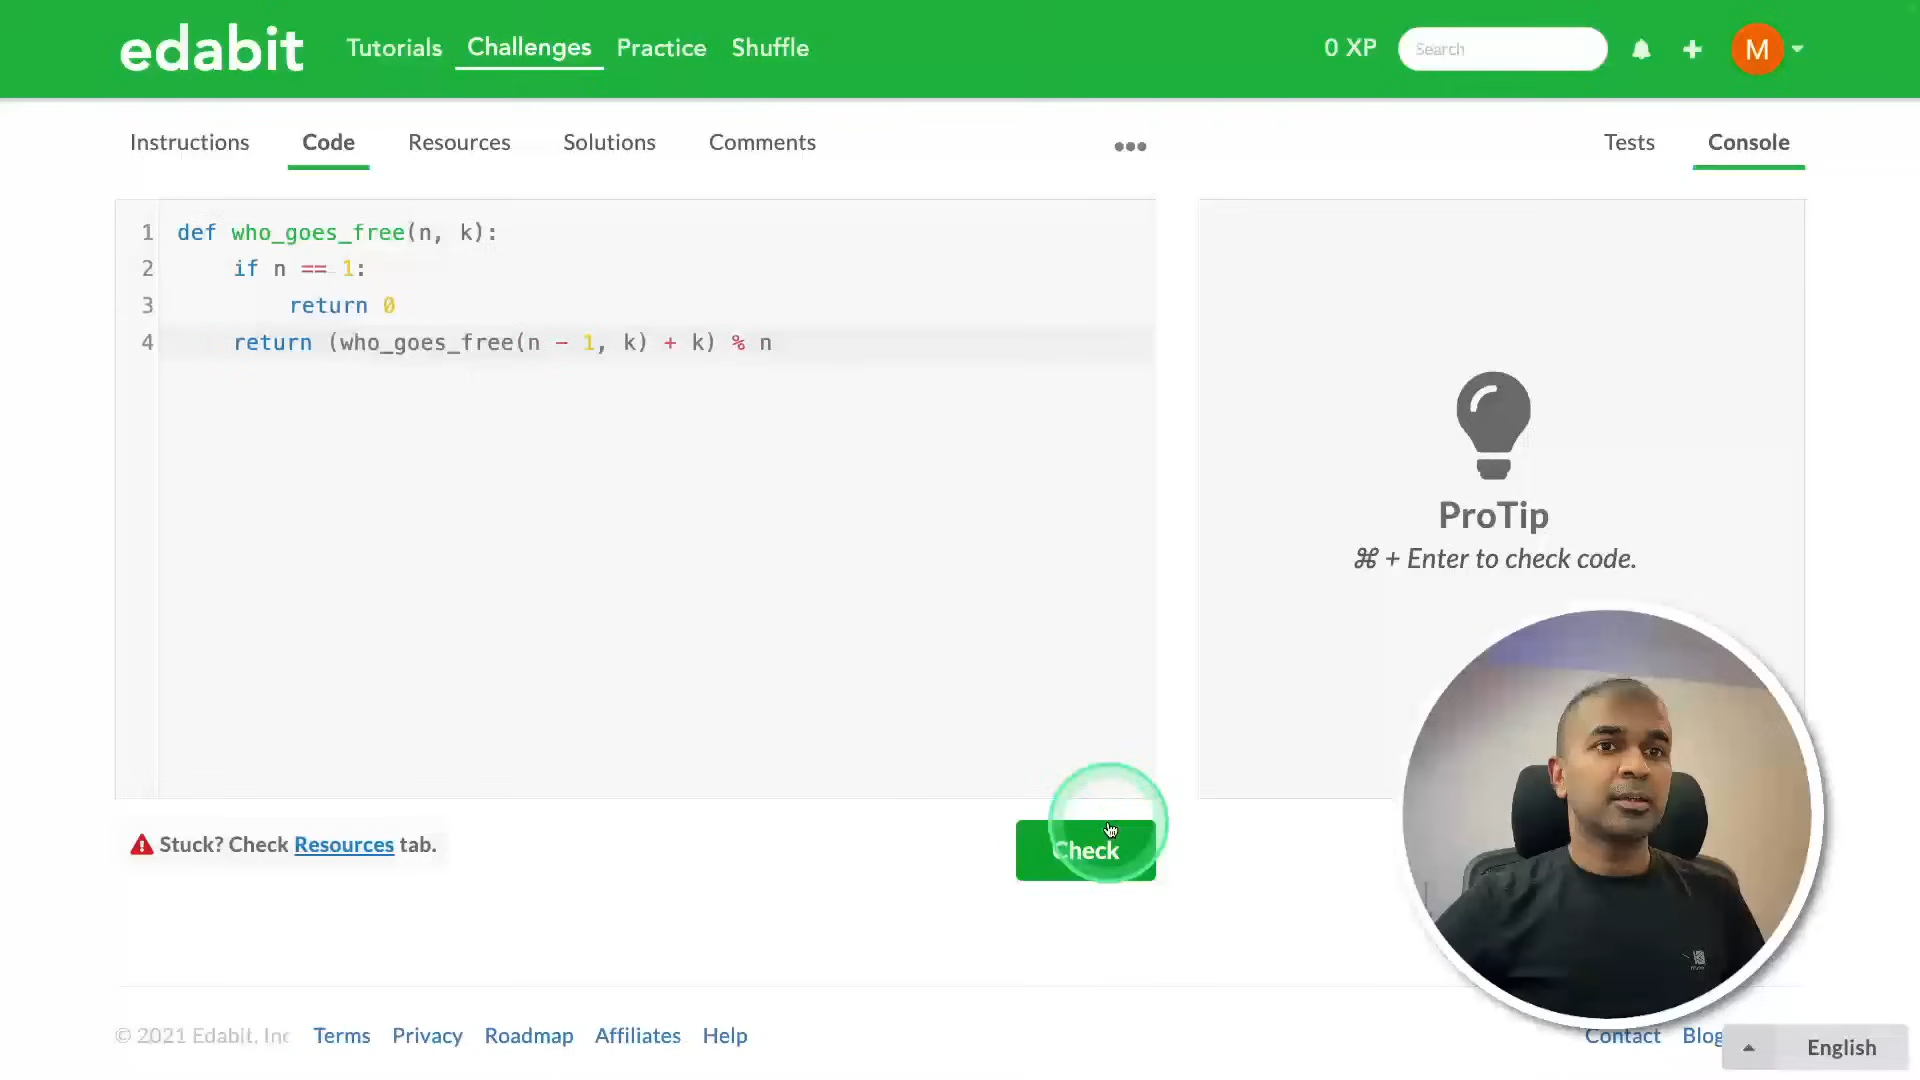 edabit Tutorials Challenges Practice Shuffle 0 XP Search M
Instructions Code Resources Solutions Comments Tests Console
1 def who_goes_free(n, k):
2 if n == 1:
3 return 0
4 return (who_goes_free(n - 1, k) + k) % n
ProTip
⌘ + Enter to check code.
Stuck? Check Resources tab.
Check
© 2021 Edabit, Inc Terms Privacy Roadmap Affiliates Help Contact Blog
English